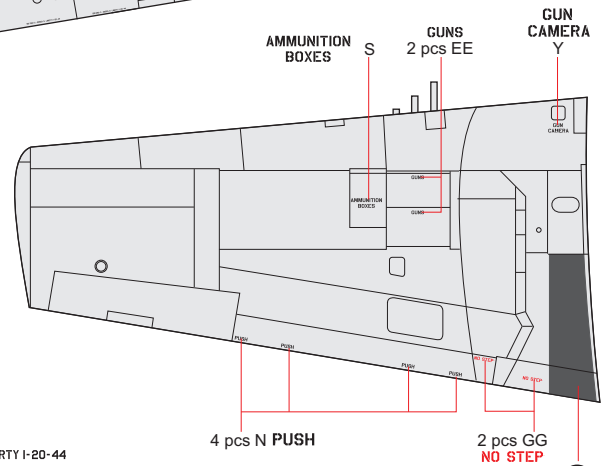 GUN
CAMERA
Y
AMMUNITION
BOXES
S
GUNS
2 pcs EE
GUN
CAMERA
GUNS
AMMUNITION
BOXES
GUNS
PUSH
PUSH
PUSH
PUSH
NO STEP
NO STEP
4 pcs N PUSH
2 pcs GG
NO STEP
RTY 1-20-44